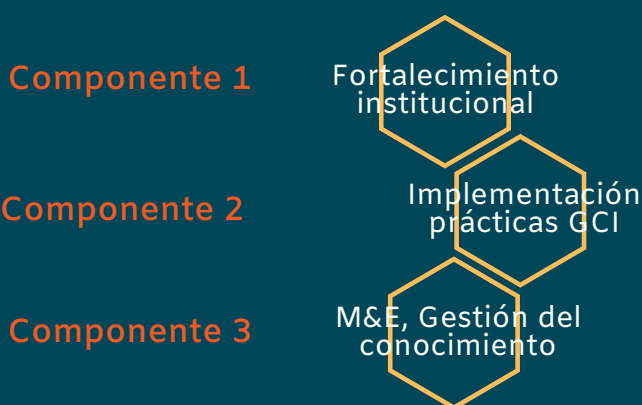 Componente 1
Fortalecimiento
institucional
Componente 2
Implementación
prácticas GCI
Componente 3
M&E, Gestión del
conocimiento